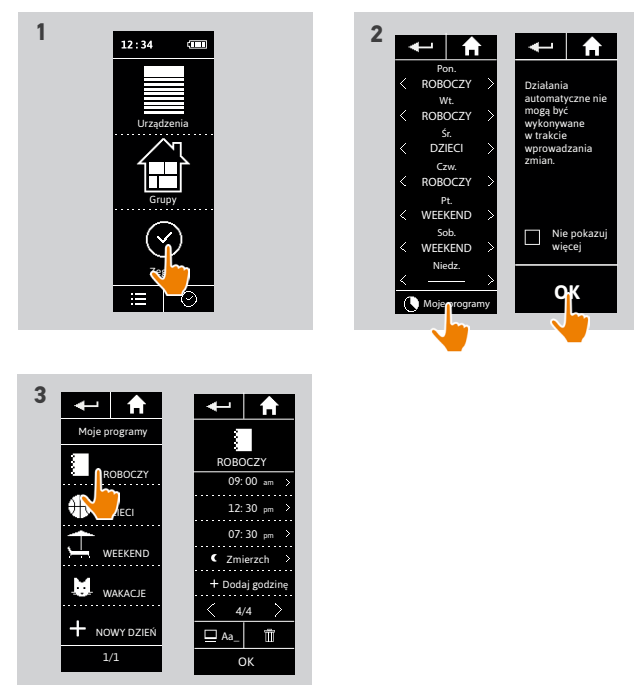 1
12:34
Urządzenia
Grupy
2
Pon.
ROBOCZY
Wt.
ROBOCZY
Śr.
DZIECI
Czw.
ROBOCZY
Pt.
WEEKEND
Sob.
WEEKEND
Niedz.
Moje programy
Działania
automatyczne nie
mogą być
wykonywane
w trakcie
wprowadzania
zmian.
Nie pokazuj
więcej
OK
3
Moje programy
ROBOCZY
DZIECI
WEEKEND
WAKACJE
+ NOWY DZIEŃ
1/1
ROBOCZY
09:00 am >
12:30 pm >
07:30 pm >
Zmierzch >
+ Dodaj godzinę
< 4/4 >
Aa_
OK